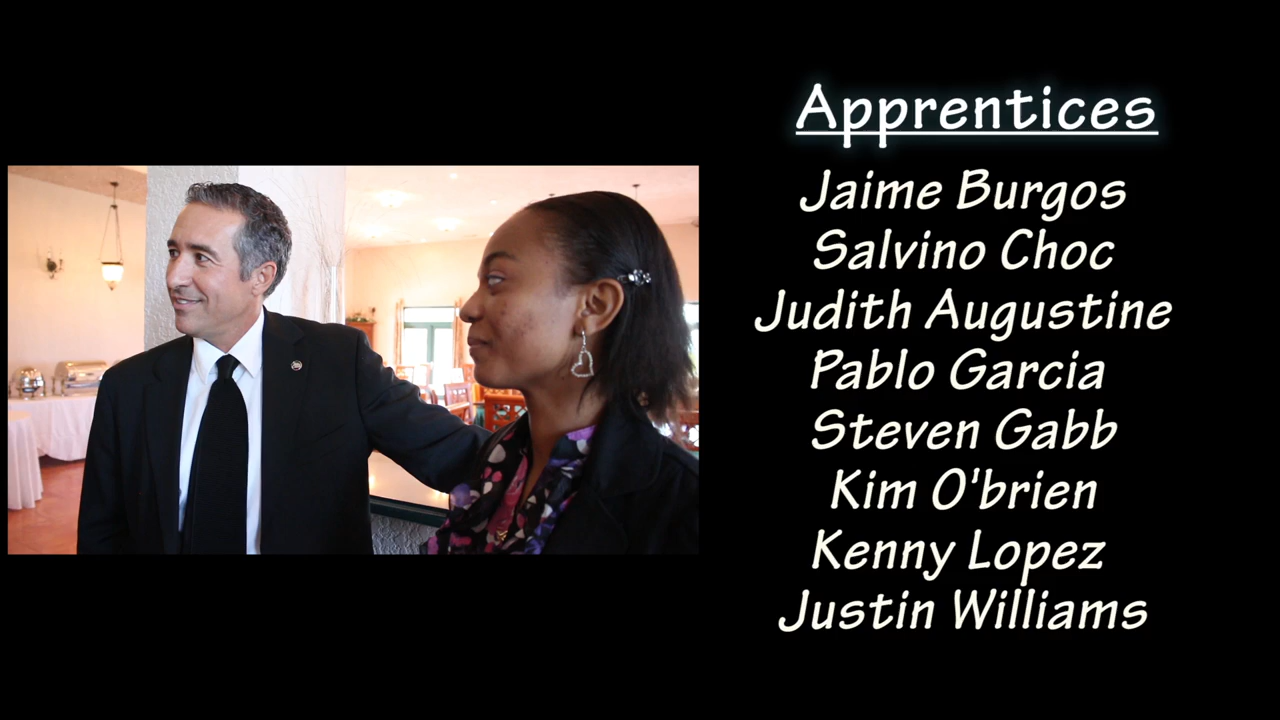 Apprentices
Jaime Burgos
Salvino Choc
Judith Augustine
Pablo Garcia
Steven Gabb
Kim O'brien
Kenny Lopez
Justin Williams